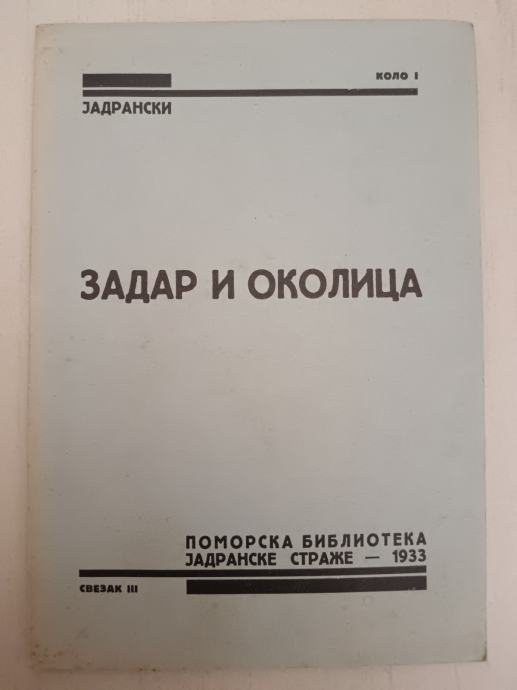 КОЛО I
ЈАДРАНСКИ
ЗАДАР И ОКОЛИЦА
ПОМОРСКА БИБЛИОТЕКА
ЈАДРАНСКЕ СТРАЖЕ — 1933
СВЕЗАК III